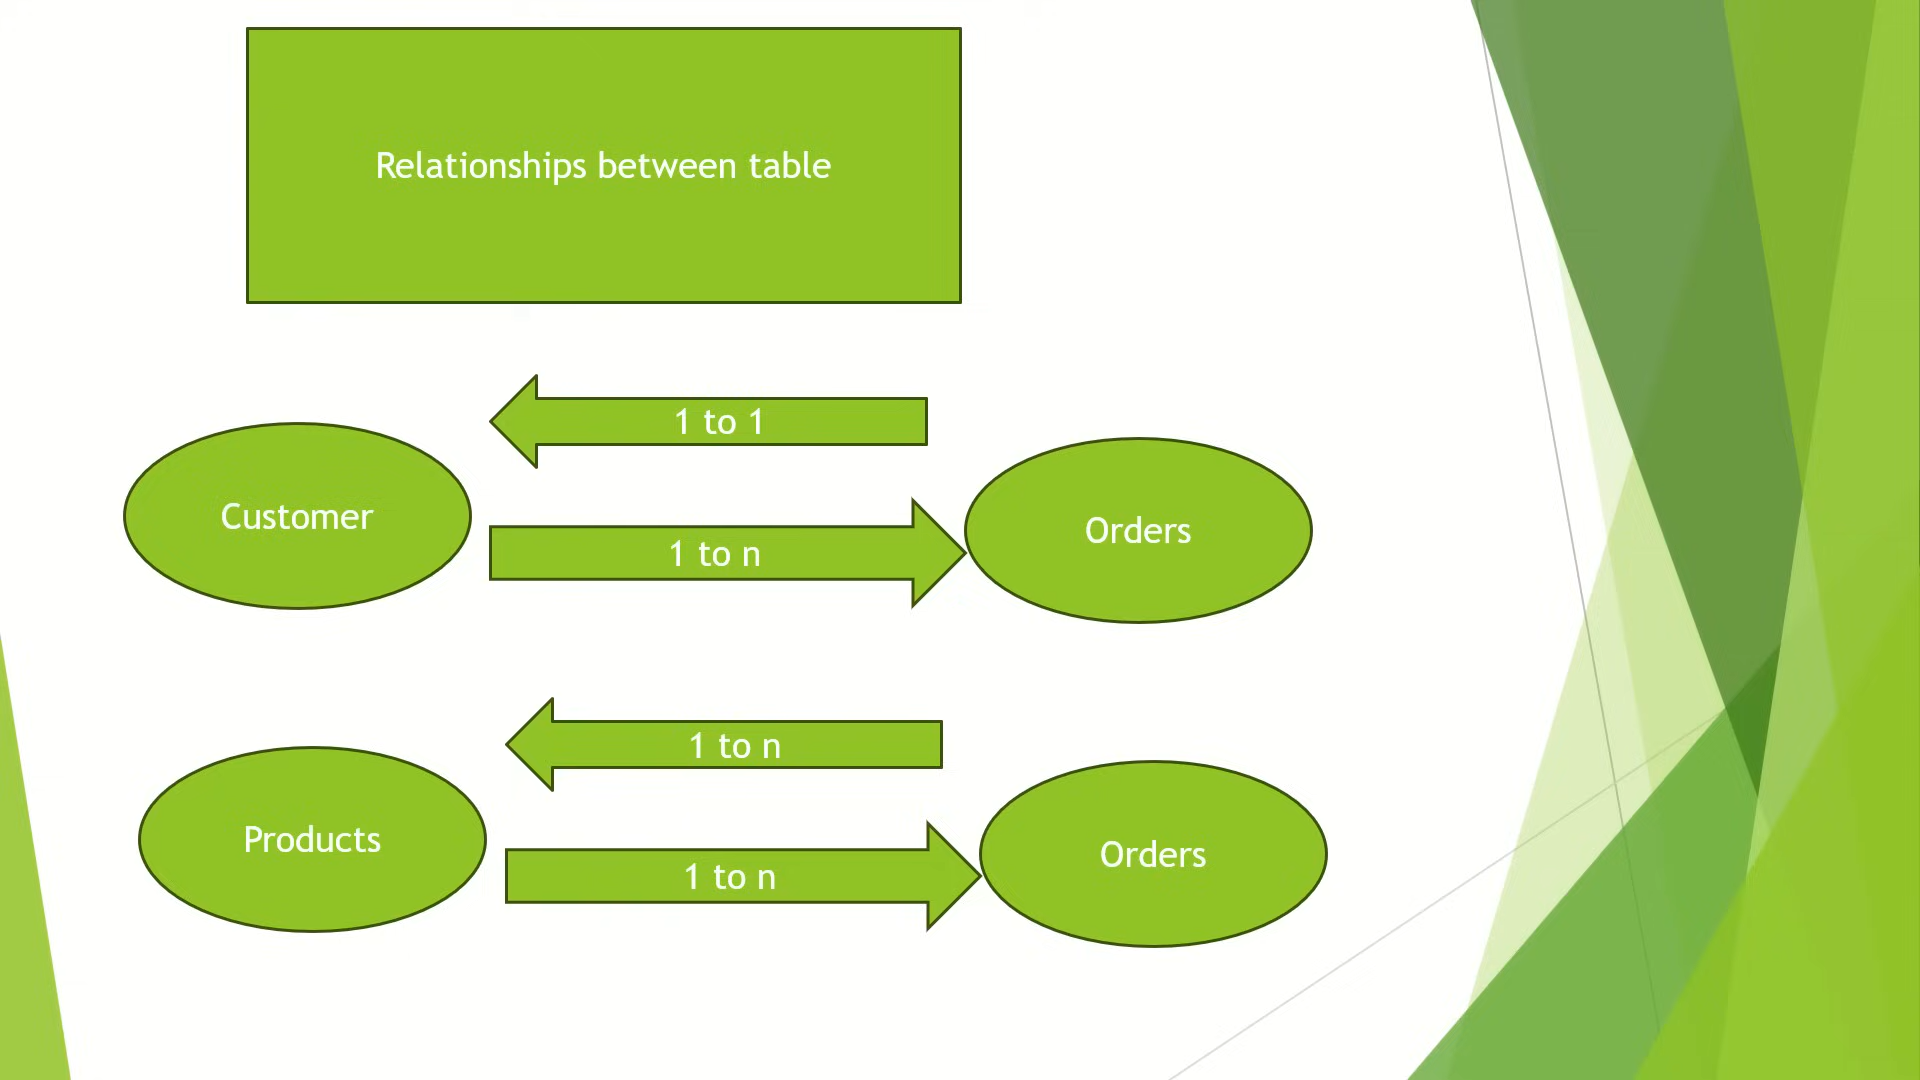 Relationships between table
1 to 1
Customer
Orders
1 to n
1 to n
Products
Orders
1 to n